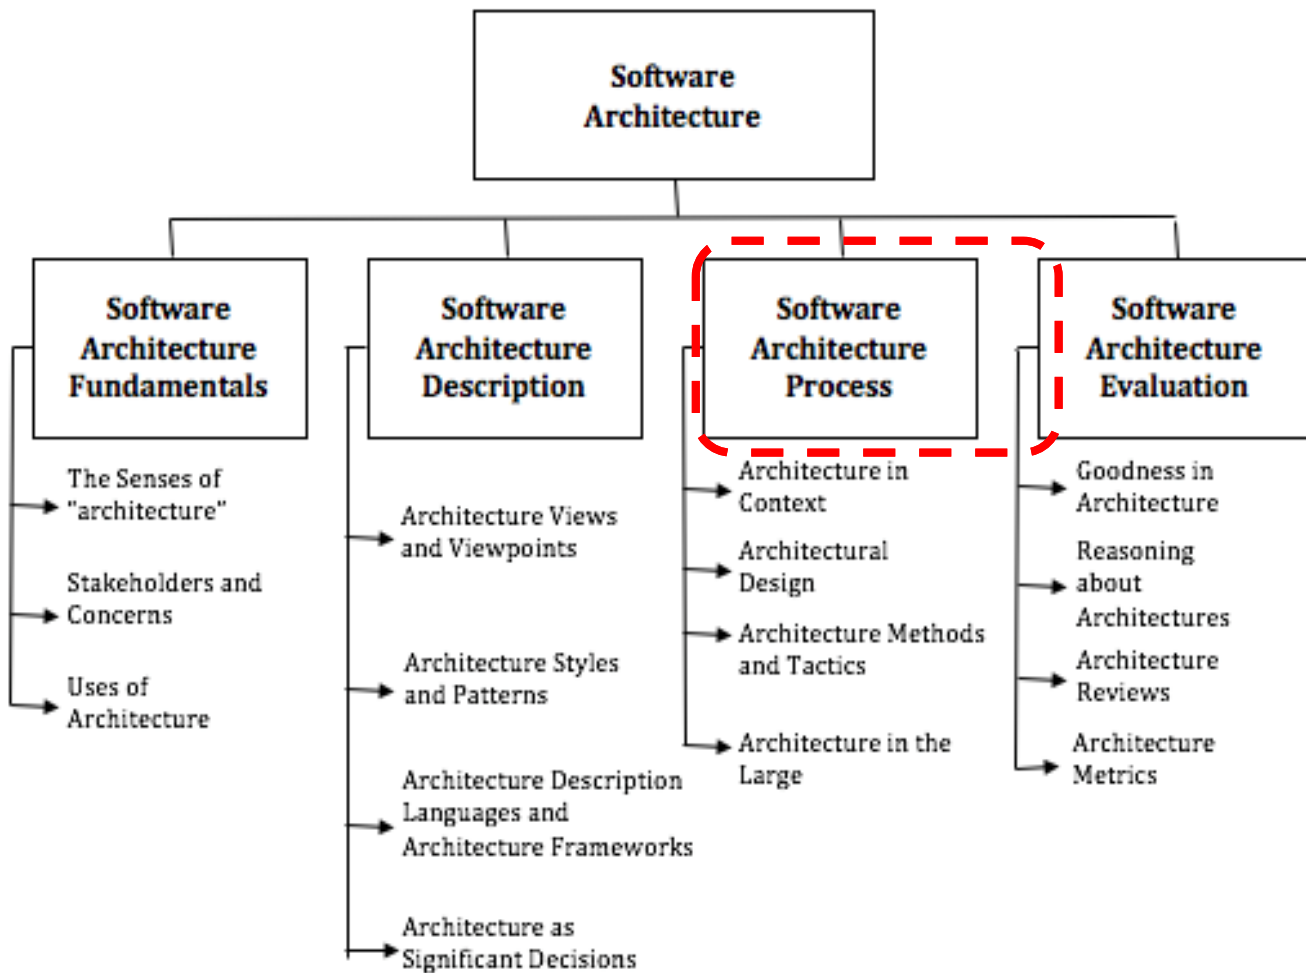 Software
Architecture
Software
Architecture
Fundamentals
The Senses of
"architecture"
Stakeholders and
Concerns
Uses of
Architecture
Software
Architecture
Description
Architecture Views
and Viewpoints
Architecture Styles
and Patterns
Architecture Description
Languages and
Architecture Frameworks
Architecture as
Significant Decisions
Software
Architecture
Process
Architecture in
Context
Architectural
Design
Architecture Methods
and Tactics
Architecture in the
Large
Software
Architecture
Evaluation
Goodness in
Architecture
Reasoning
about
Architectures
Architecture
Reviews
Architecture
Metrics